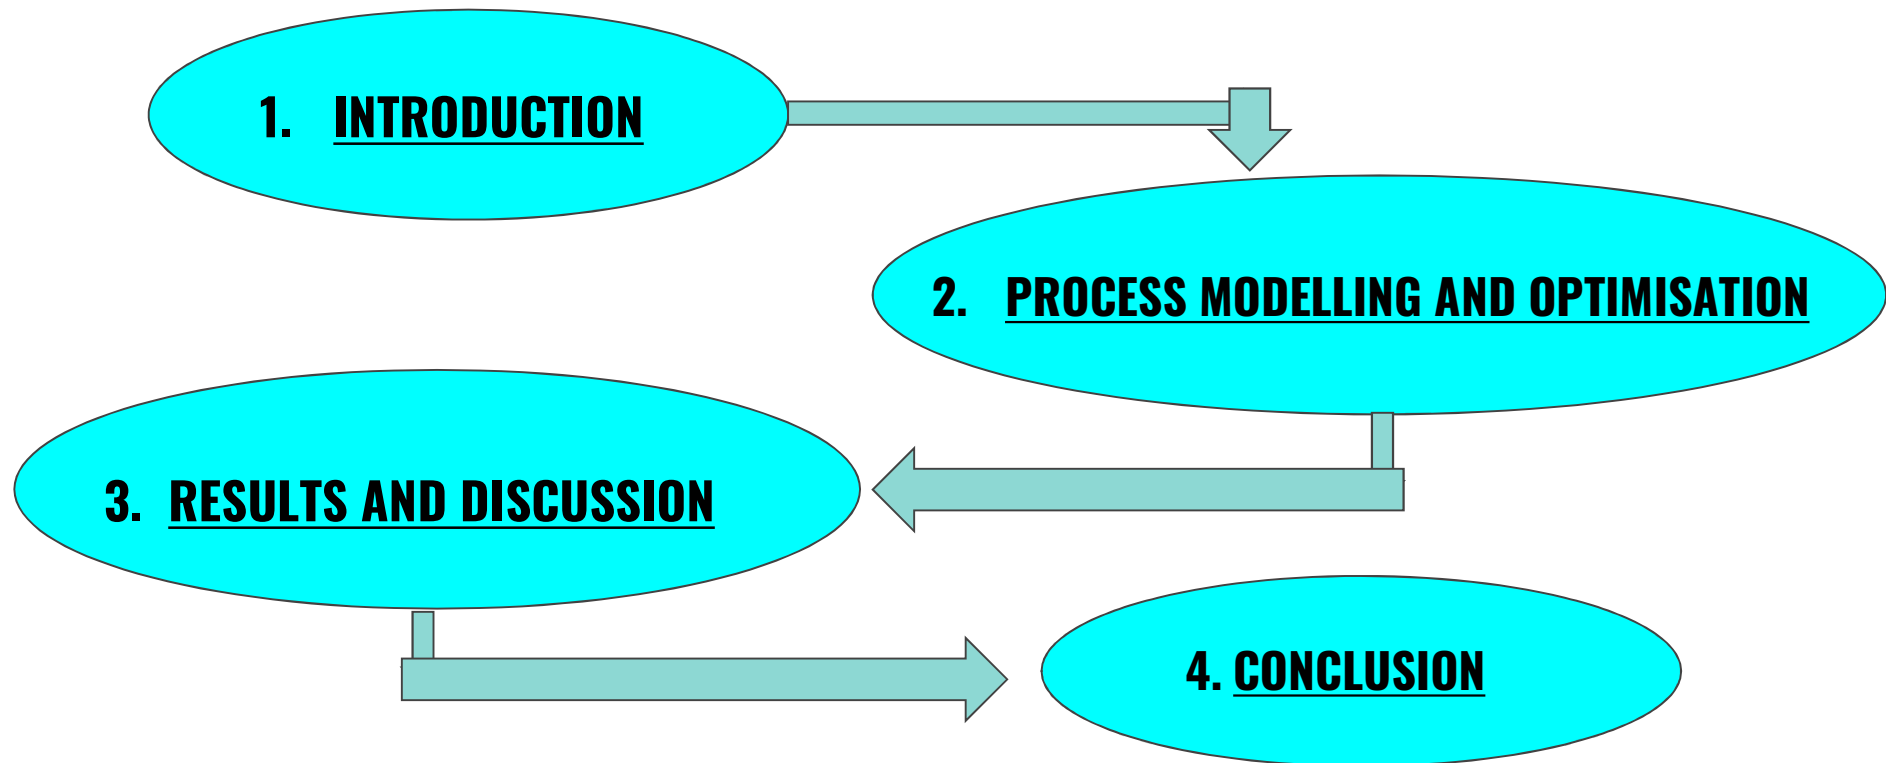 1. INTRODUCTION
2. PROCESS MODELLING AND OPTIMISATION
3. RESULTS AND DISCUSSION
4. CONCLUSION